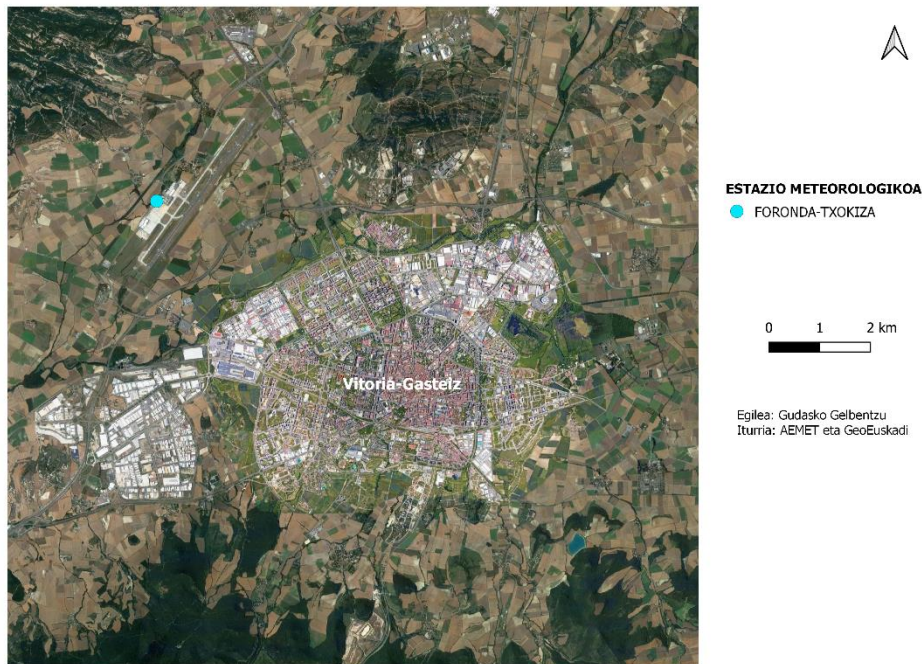 ESTAZIO METEOROLOGIKOA
FORONDA-TXOKIZA
0 1 2 km
Vitoria-Gasteiz
Egilea: Gudasko Gelbentzu
Iturria: AEMET eta GeoEuskadi